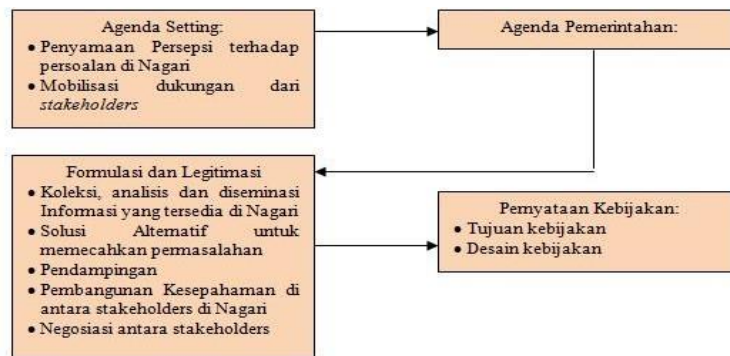 Agenda Setting:
• Penyamaan Persepsi terhadap
persoalan di Nagari
• Mobilisasi dukungan dari
stakeholders
Agenda Pemerintahan:
Formulasi dan Legitimasi
• Koleksi, analisis dan diseminasi
Informasi yang tersedia di Nagari
• Solusi Alternatif untuk
memecahkan permasalahan
• Pendampingan
• Pembangunan Kesepahaman di
antara stakeholders di Nagari
• Negosiasi antara stakeholders
Pernyataan Kebijakan:
• Tujuan kebijakan
• Desain kebijakan